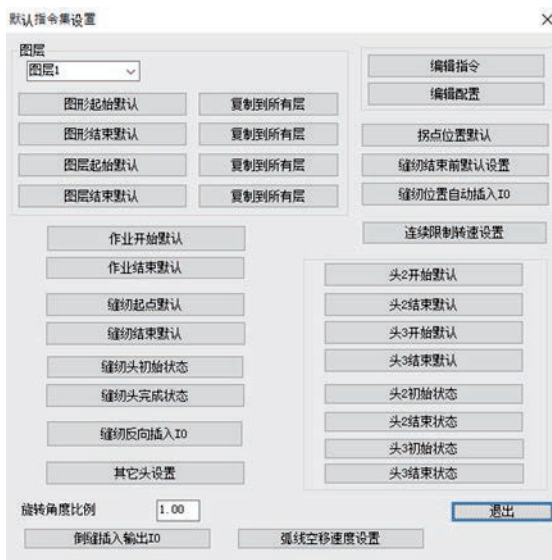 默认指令集设置
图层
图层1
图形起始默认
复制到所有层
图形结束默认
复制到所有层
图层起始默认
复制到所有层
图层结束默认
复制到所有层
编辑指令
编辑配置
拐点位置默认
缝纫结束前默认设置
缝纫位置自动插入IO
连续限制转速设置
作业开始默认
作业结束默认
缝纫起点默认
缝纫结束默认
缝纫头初始状态
缝纫头完成状态
缝纫反向插入IO
其它头设置
头2开始默认
头2结束默认
头3开始默认
头3结束默认
头2初始状态
头2结束状态
头3初始状态
头3结束状态
旋转角度比例
1.00
退出
倒缝插入输出IO
弧线空移速度设置